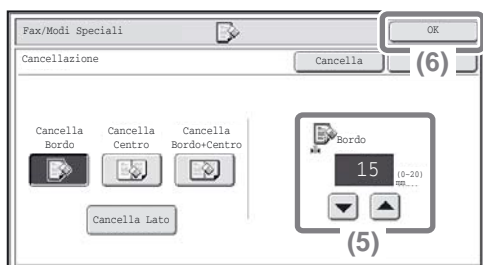 Fax/Modi Speciali
OK
Cancellazione
Cancella
(6)
Cancella Bordo
Cancella Centro
Cancella Bordo+Centro
Bordo
15
(0-20)
mm
Cancella Lato
(5)